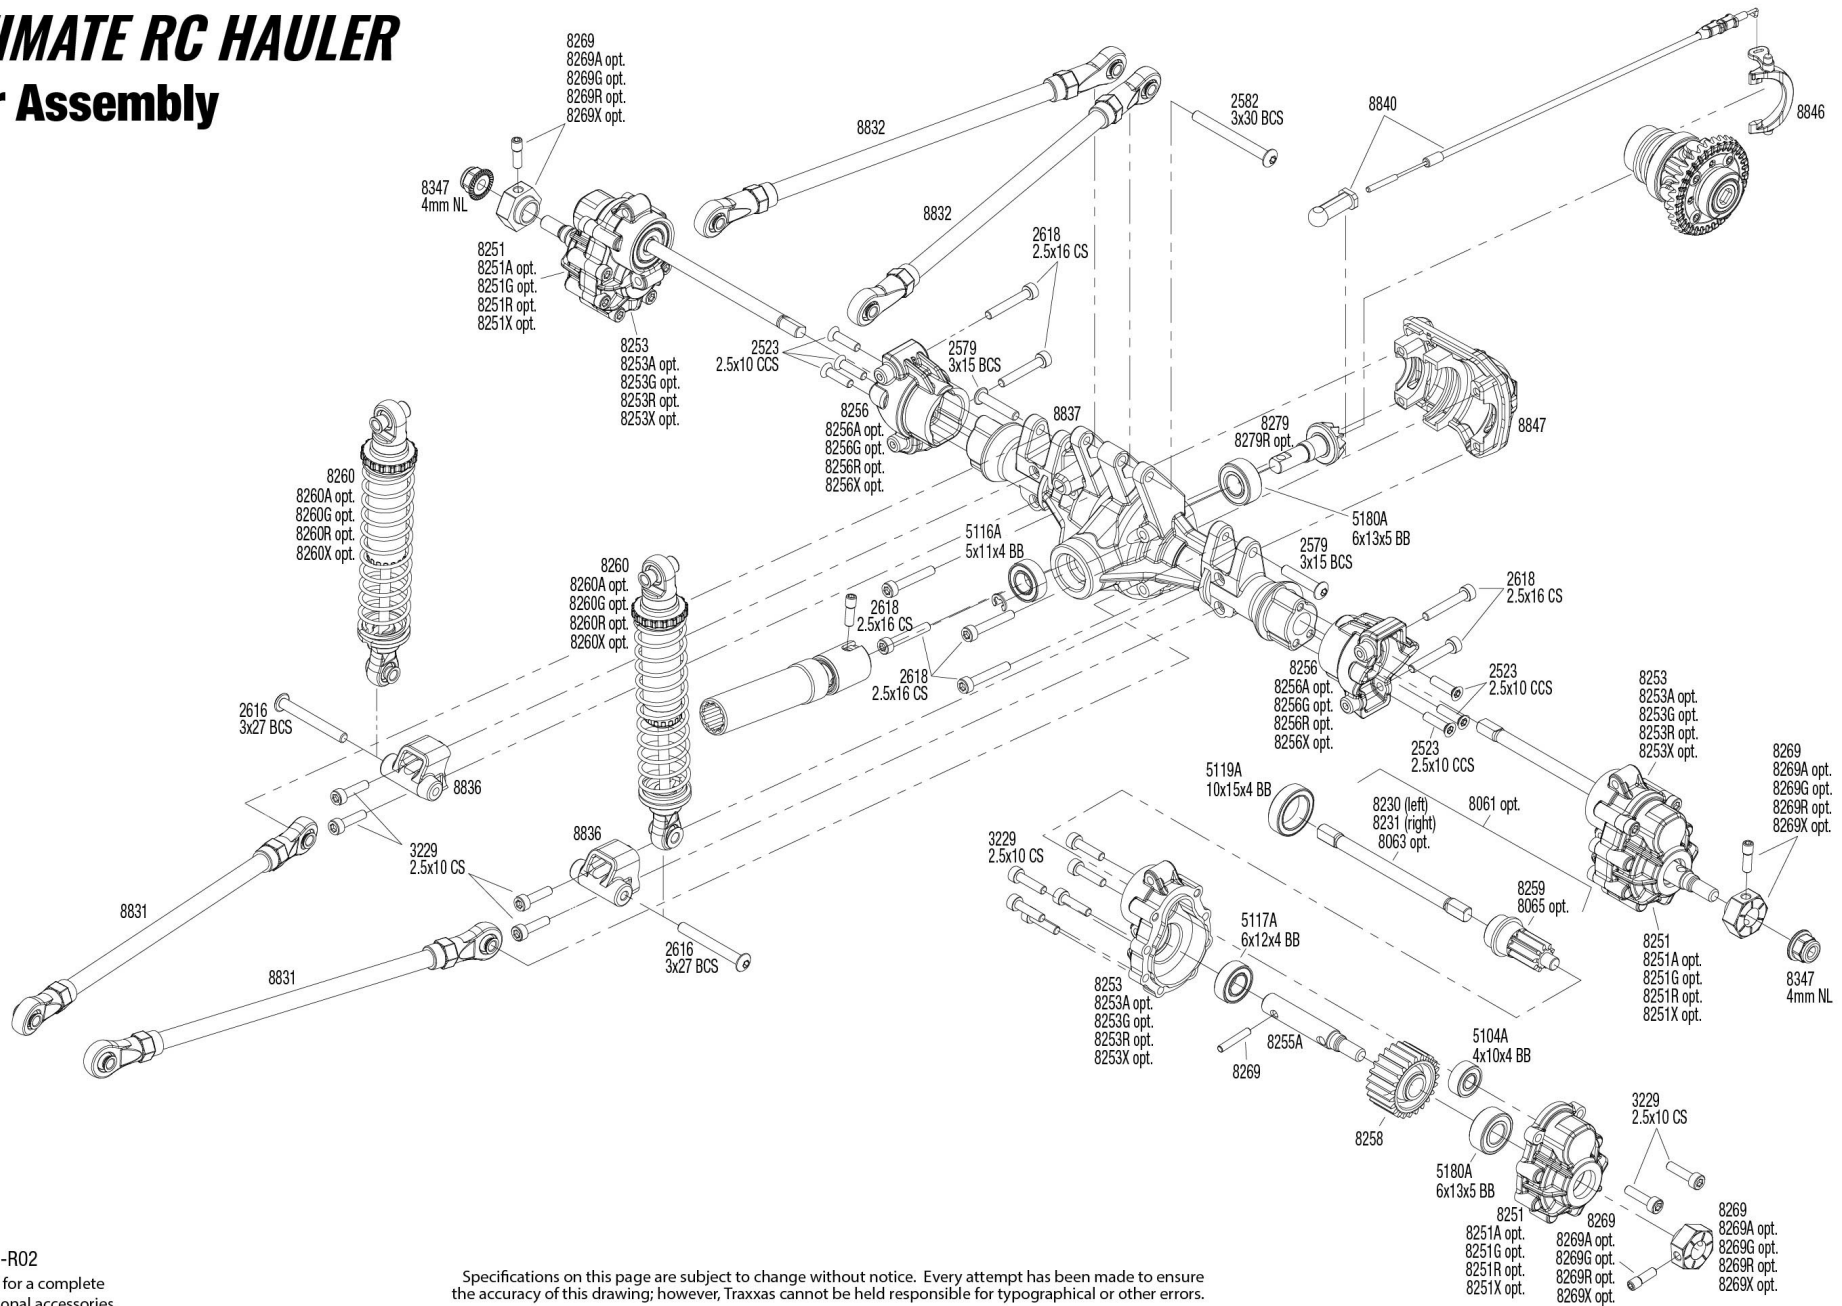 IMATE RC HAULER
r Assembly
8269
8269A opt.
8269G opt.
8269R opt.
8269X opt.
8347
4mm NL
8251
8251A opt.
8251G opt.
8251R opt.
8251X opt.
8253
8253A opt.
8253G opt.
8253R opt.
8253X opt.
8832
8832
2582
3x30 BCS
8840
8846
2618
2.5x16 CS
2523
2.5x10 CCS
2579
3x15 BCS
8256
8256A opt.
8256G opt.
8256R opt.
8256X opt.
8837
8279
8279R opt.
8847
5180A
6x13x5 BB
8260
8260A opt.
8260G opt.
8260R opt.
8260X opt.
5116A
5x11x4 BB
2579
3x15 BCS
8260
8260A opt.
8260G opt.
8260R opt.
8260X opt.
2618
2.5x16 CS
2618
2.5x16 CS
2618
2.5x16 CS
8256
8256A opt.
8256G opt.
8256R opt.
8256X opt.
2523
2.5x10 CCS
2523
2.5x10 CCS
8253
8253A opt.
8253G opt.
8253R opt.
8253X opt.
2616
3x27 BCS
8836
8269
8269A opt.
8269G opt.
8269R opt.
8269X opt.
5119A
10x15x4 BB
8230 (left)
8231 (right)
8063 opt.
8061 opt.
3229
2.5x10 CS
8836
3229
2.5x10 CS
8259
8065 opt.
8831
8831
2616
3x27 BCS
5117A
6x12x4 BB
8251
8251A opt.
8251G opt.
8251R opt.
8251X opt.
8347
4mm NL
8253
8253A opt.
8253G opt.
8253R opt.
8253X opt.
8255A
8269
5104A
4x10x4 BB
8258
3229
2.5x10 CS
5180A
6x13x5 BB
8251
8251A opt.
8251G opt.
8251R opt.
8251X opt.
8269
8269A opt.
8269G opt.
8269R opt.
8269X opt.
8269
8269A opt.
8269G opt.
8269R opt.
8269X opt.
-R02
for a complete
onal accessories
Specifications on this page are subject to change without notice. Every attempt has been made to ensure
the accuracy of this drawing; however, Traxxas cannot be held responsible for typographical or other errors.